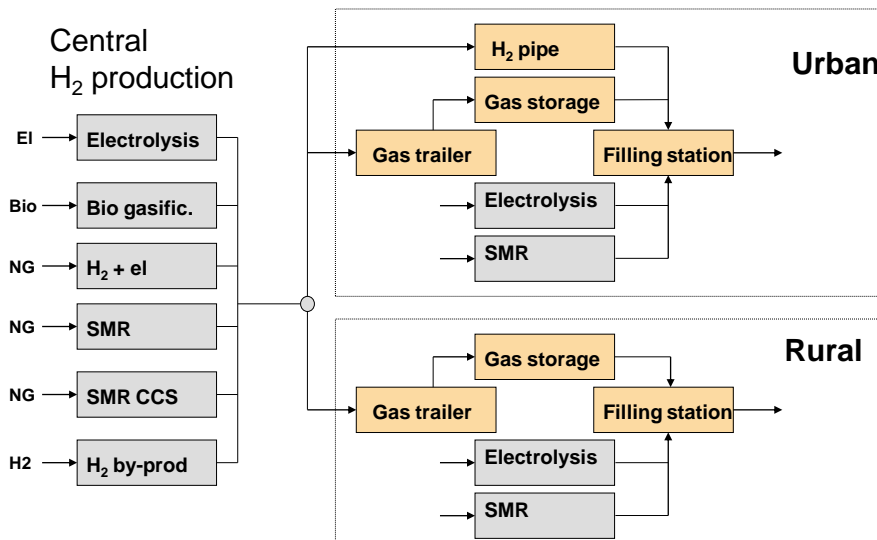 Central
H₂ production
El
Electrolysis
Bio
Bio gasific.
NG
H₂ + el
NG
SMR
NG
SMR CCS
H2
H₂ by-prod
Urban
H₂ pipe
Gas storage
Gas trailer
Filling station
Electrolysis
SMR
Rural
Gas storage
Gas trailer
Filling station
Electrolysis
SMR